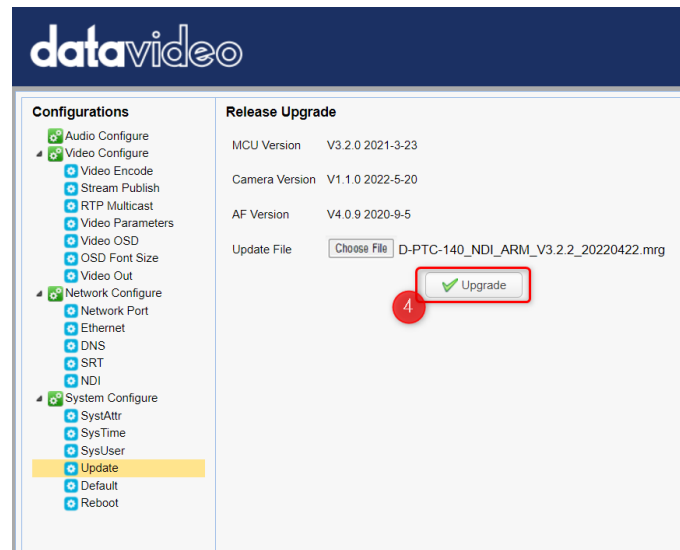 datavideo
Configurations
Audio Configure
Video Configure
Video Encode
Stream Publish
RTP Multicast
Video Parameters
Video OSD
OSD Font Size
Video Out
Network Configure
Network Port
Ethernet
DNS
SRT
NDI
System Configure
SystAttr
SysTime
SysUser
Update
Default
Reboot
Release Upgrade
MCU Version V3.2.0 2021-3-23
Camera Version V1.1.0 2022-5-20
AF Version V4.0.9 2020-9-5
Update File Choose File D-PTC-140_NDI_ARM_V3.2.2_20220422.mrg
Upgrade
4